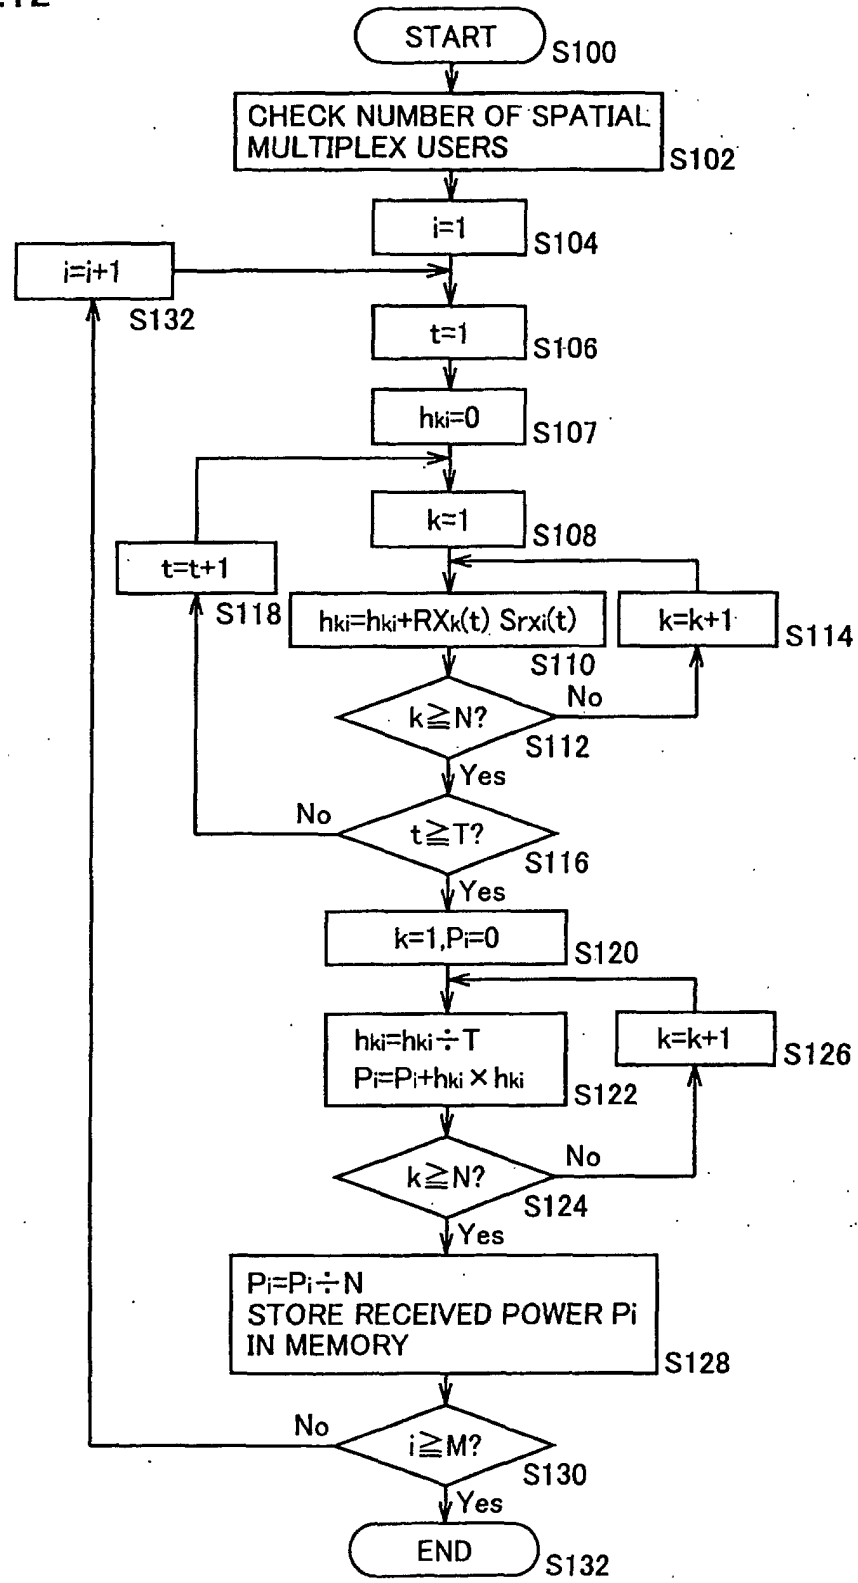 START
S100
CHECK NUMBER OF SPATIAL
MULTIPLEX USERS
S102
i=1
S104
i=i+1
S132
t=1
S106
hki=0
S107
k=1
S108
t=t+1
S118
hki=hki+RXk(t) Srxi(t)
S110
k=k+1
S114
k≧N?
No
S112
Yes
No
t≧T?
S116
Yes
k=1,Pi=0
S120
hki=hki÷T
Pi=Pi+hki×hki
S122
k=k+1
S126
k≧N?
No
S124
Yes
Pi=Pi÷N
STORE RECEIVED POWER Pi
IN MEMORY
S128
No
i≧M?
S130
Yes
END
S132